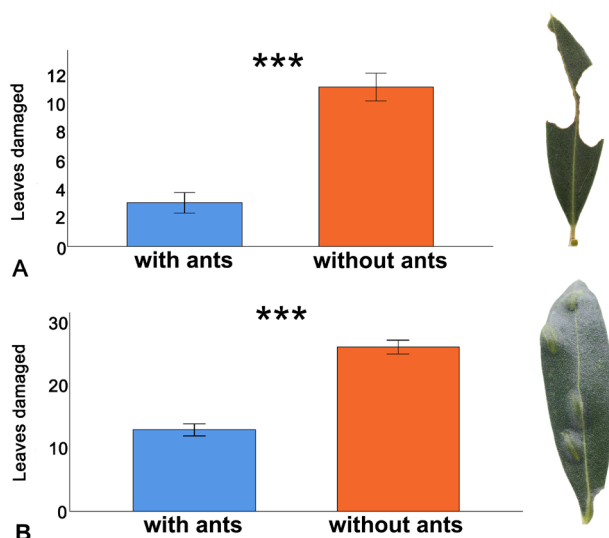 ***
12
10
8
6
4
2
0
Leaves damaged
with ants
without ants
A
***
30
20
10
0
Leaves damaged
with ants
without ants
B